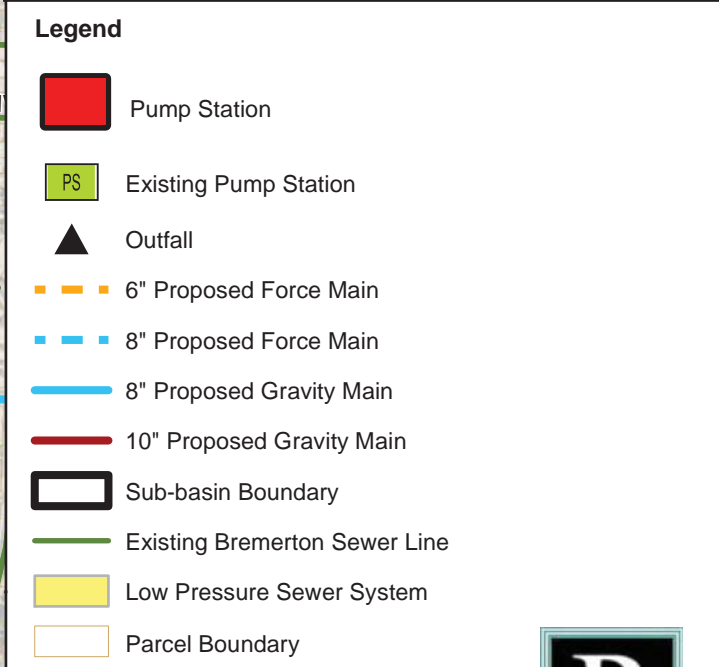 Legend
Pump Station
PS Existing Pump Station
Outfall
6" Proposed Force Main
8" Proposed Force Main
8" Proposed Gravity Main
10" Proposed Gravity Main
Sub-basin Boundary
Existing Bremerton Sewer Line
Low Pressure Sewer System
Parcel Boundary